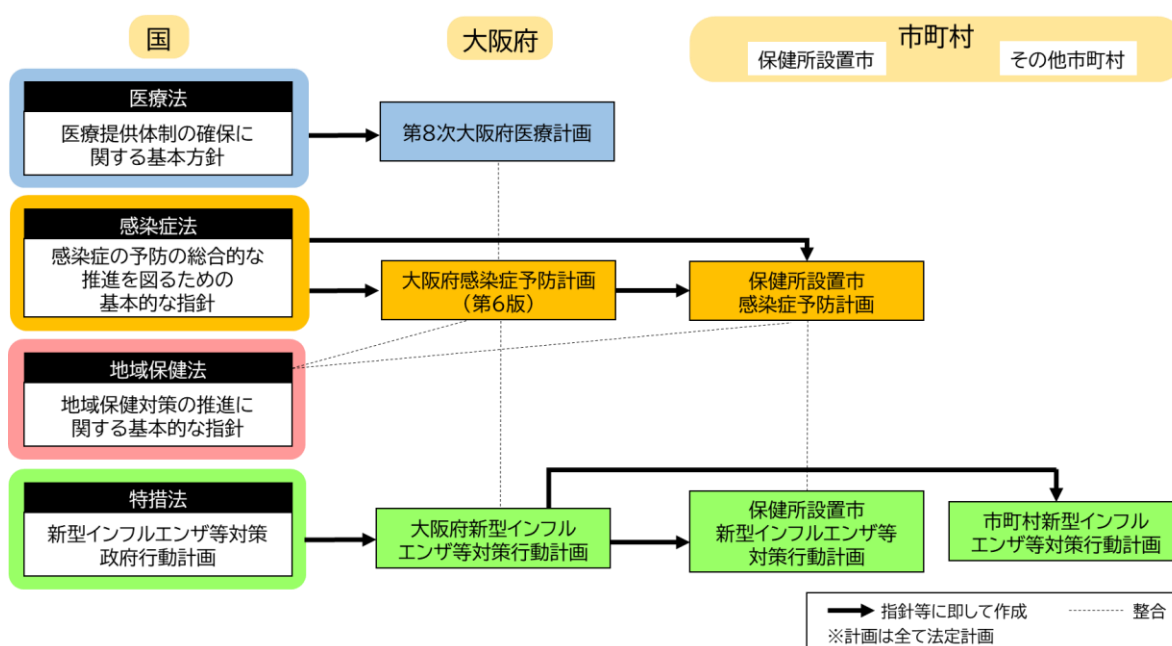 国
大阪府
市町村
保健所設置市
その他市町村
医療法
医療提供体制の確保に
関する基本方針
第8次大阪府医療計画
感染症法
感染症の予防の総合的な
推進を図るための
基本的な指針
大阪府感染症予防計画
（第6版）
保健所設置市
感染症予防計画
地域保健法
地域保健対策の推進に
関する基本的な指針
特措法
新型インフルエンザ等対策
政府行動計画
大阪府新型インフル
エンザ等対策行動計画
保健所設置市
新型インフルエンザ等
対策行動計画
市町村新型インフル
エンザ等対策行動計画
指針等に即して作成
整合
※計画は全て法定計画